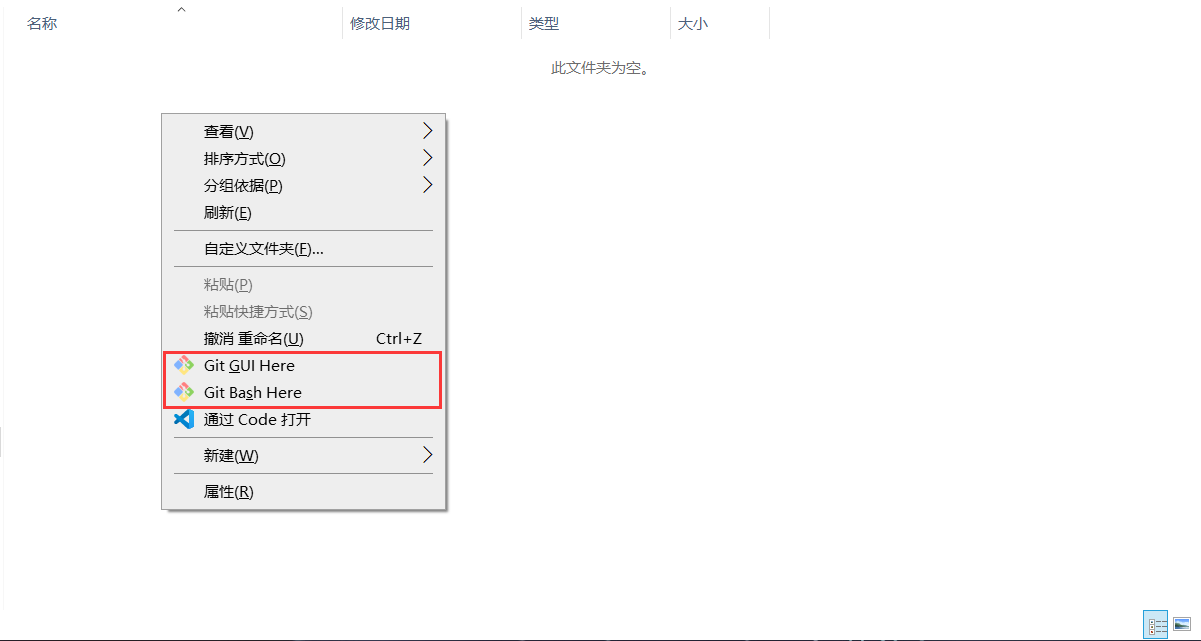 名称 修改日期 类型 大小
此文件夹为空。
查看(V)
排序方式(O)
分组依据(P)
刷新(E)
自定义文件夹(F)...
粘贴(P)
粘贴快捷方式(S)
撤消 重命名(U) Ctrl+Z
Git GUI Here
Git Bash Here
通过 Code 打开
新建(W)
属性(R)